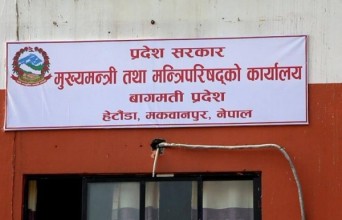 प्रदेश सरकार
मुख्यमन्त्री तथा मन्त्रिपरिषद्को कार्यालय
बागमती प्रदेश
हेटौंडा, मकवानपुर, नेपाल